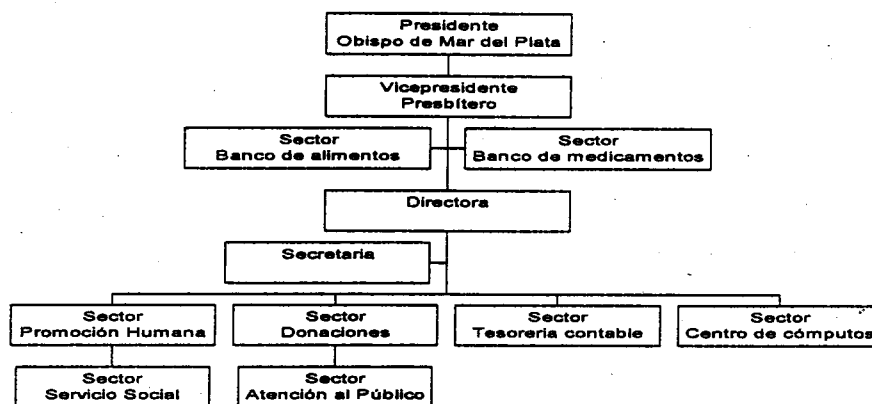 Presidente
Obispo de Mar del Plata
Vicepresidente
Presbítero
Sector
Banco de alimentos
Sector
Banco de medicamentos
Directora
Secretaria
Sector
Promoción Humana
Sector
Donaciones
Sector
Tesoreria contable
Sector
Centro de cómputos
Sector
Servicio Social
Sector
Atención al Público